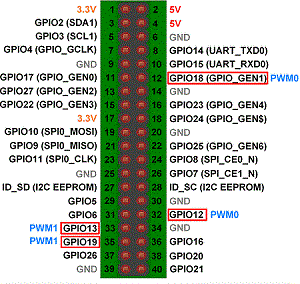 3.3V 1 2 5V
GPIO2 (SDA1) 3 4 5V
GPIO3 (SCL1) 5 6 GND
GPIO4 (GPIO_GCLK) 7 8 GPIO14 (UART_TXD0)
GND 9 10 GPIO15 (UART_RXD0)
GPIO17 (GPIO_GEN0) 11 12 GPIO18 (GPIO_GEN1) PWM0
GPIO27 (GPIO_GEN2) 13 14 GND
GPIO22 (GPIO_GEN3) 15 16 GPIO23 (GPIO_GEN4)
3.3V 17 18 GPIO24 (GPIO_GEN5)
GPIO10 (SPI0_MOSI) 19 20 GND
GPIO9 (SPI0_MISO) 21 22 GPIO25 (GPIO_GEN6)
GPIO11 (SPI0_CLK) 23 24 GPIO8 (SPI_CE0_N)
GND 25 26 GPIO7 (SPI_CE1_N)
ID_SD (I2C EEPROM) 27 28 ID_SC (I2C EEPROM)
GPIO5 29 30 GND
GPIO6 31 32 GPIO12 PWM0
PWM1 GPIO13 33 34 GND
PWM1 GPIO19 35 36 GPIO16
GPIO26 37 38 GPIO20
GND 39 40 GPIO21